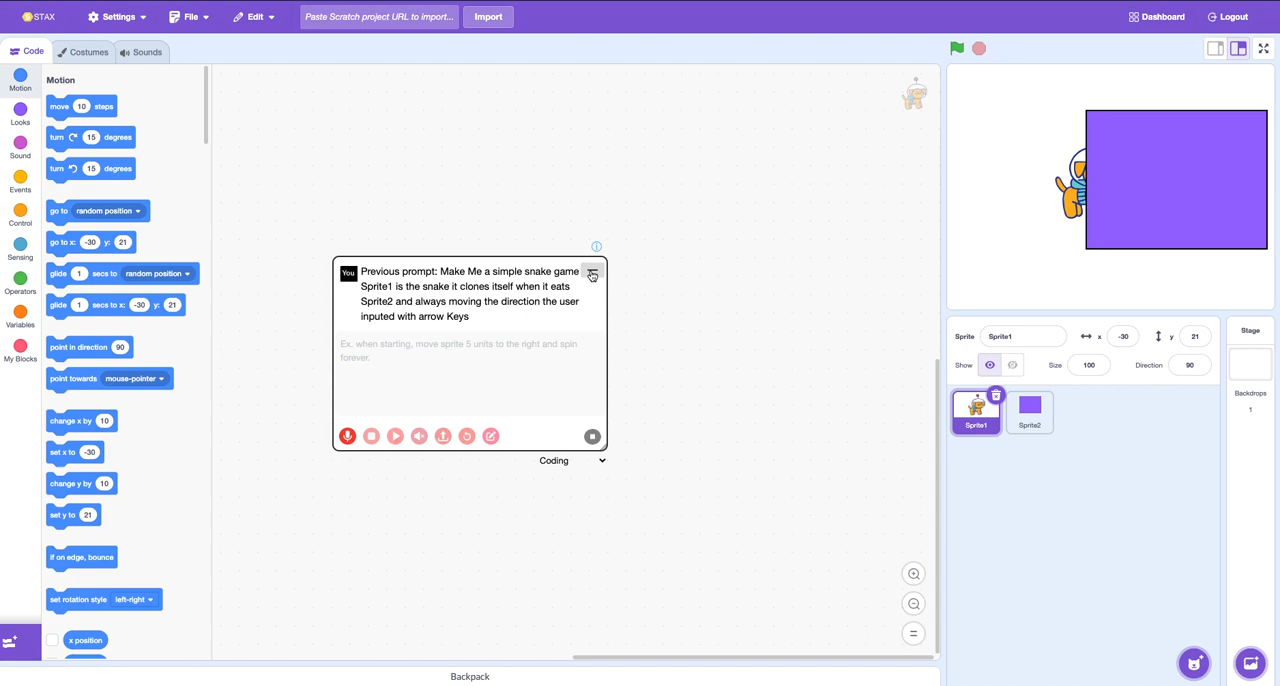 STAX
Settings
File
Edit
Paste Scratch project URL to import...
Import
Dashboard
Logout
Code
Costumes
Sounds
Motion
Looks
Sound
Events
Control
Sensing
Operators
Variables
My Blocks
Motion
move 10 steps
turn 15 degrees
turn 15 degrees
go to random position
go to x: -30 y: 21
glide 1 secs to random position
glide 1 secs to x: -30 y: 21
point in direction 90
point towards mouse-pointer
change x by 10
set x to -30
change y by 10
set y to 21
if on edge, bounce
set rotation style left-right
x position
You
Previous prompt: Make Me a simple snake game
Sprite1 is the snake it clones itself when it eats
Sprite2 and always moving the direction the user
inputed with arrow Keys
Ex. when starting, move sprite 5 units to the right and spin
forever.
Coding
Backpack
Sprite Sprite1 x -30 y 21
Show Size 100 Direction 90
Sprite1
Sprite2
Stage
Backdrops
1